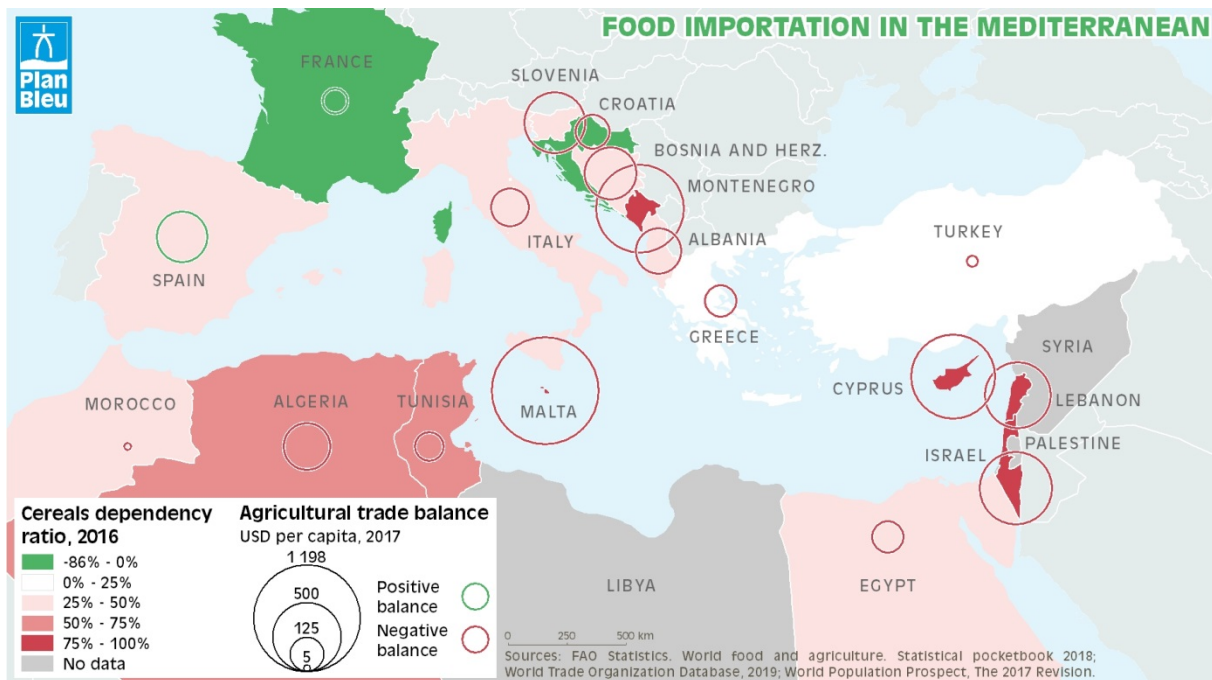 FOOD IMPORTATION IN THE MEDITERRANEAN
Plan
Bleu
FRANCE
SLOVENIA
CROATIA
BOSNIA AND HERZ.
MONTENEGRO
ALBANIA
ITALY
SPAIN
TURKEY
GREECE
SYRIA
CYPRUS
LEBANON
MOROCCO
ALGERIA
TUNISIA
MALTA
PALESTINE
ISRAEL
LIBYA
EGYPT
Cereals dependency
ratio, 2016
-86% - 0%
0% - 25%
25% - 50%
50% - 75%
75% - 100%
No data
Agricultural trade balance
USD per capita, 2017
1 198
500
125
5
0
Positive
balance
Negative
balance
0 250 500 km
Sources: FAO Statistics. World food and agriculture. Statistical pocketbook 2018;
World Trade Organization Database, 2019; World Population Prospect, The 2017 Revision.